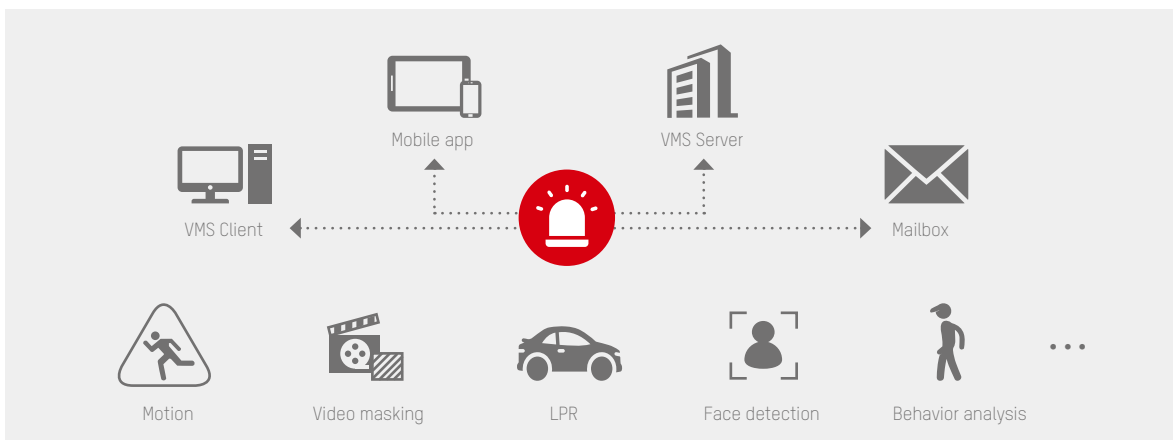 Mobile app
VMS Server
VMS Client
Mailbox
Motion
Video masking
LPR
Face detection
Behavior analysis
...